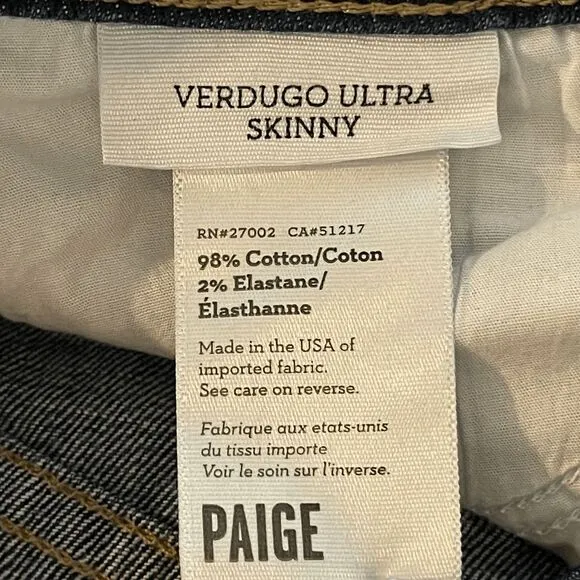 VERDUGO ULTRA
SKINNY
RN#27002 CA#51217
98% Cotton/Coton
2% Elastane/
Élasthanne
Made in the USA of
imported fabric.
See care on reverse.
Fabrique aux etats-unis
du tissu importe
Voir le soin sur l'inverse.
PAIGE